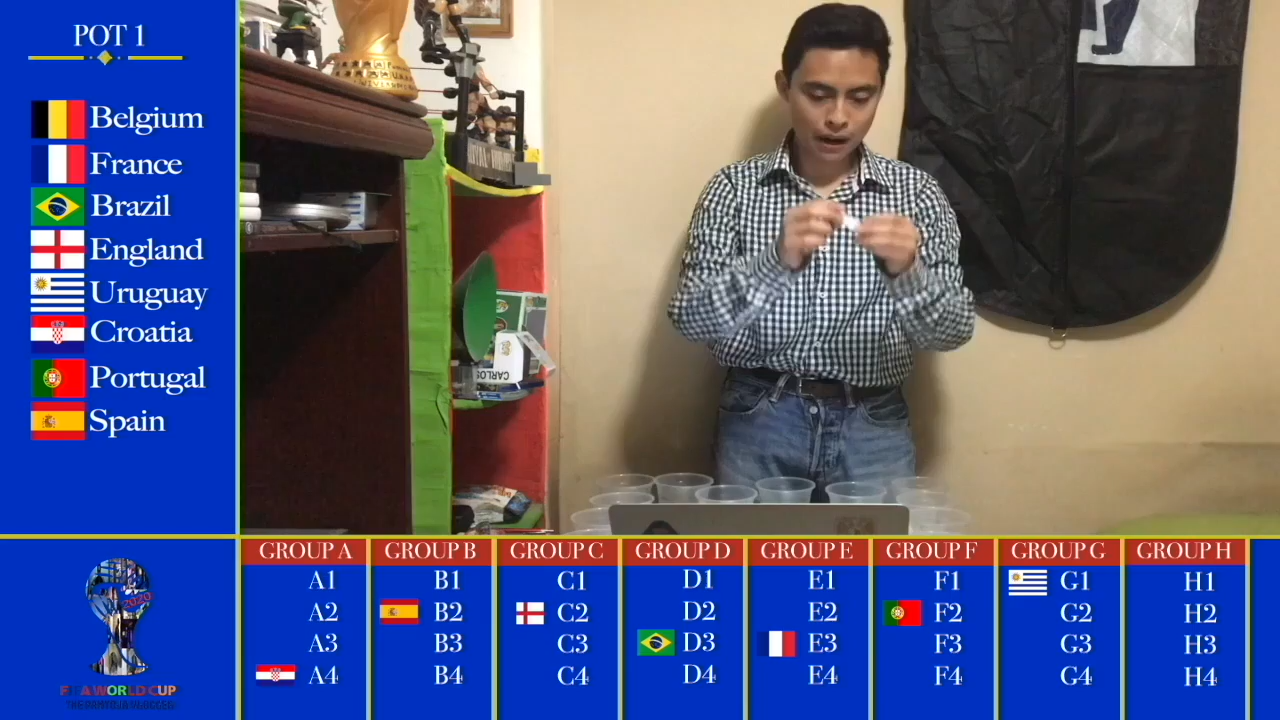 POT 1
Belgium
France
Brazil
England
Uruguay
Croatia
Portugal
Spain
CARLOS
2020
GROUP A
GROUP B
GROUP C
GROUP D
GROUP E
GROUP F
GROUP G
GROUP H
A1
B1
C1
D1
E1
F1
G1
H1
A2
B2
C2
D2
E2
F2
G2
H2
A3
B3
C3
D3
E3
F3
G3
H3
A4
B4
C4
D4
E4
F4
G4
H4
WORLD CUP